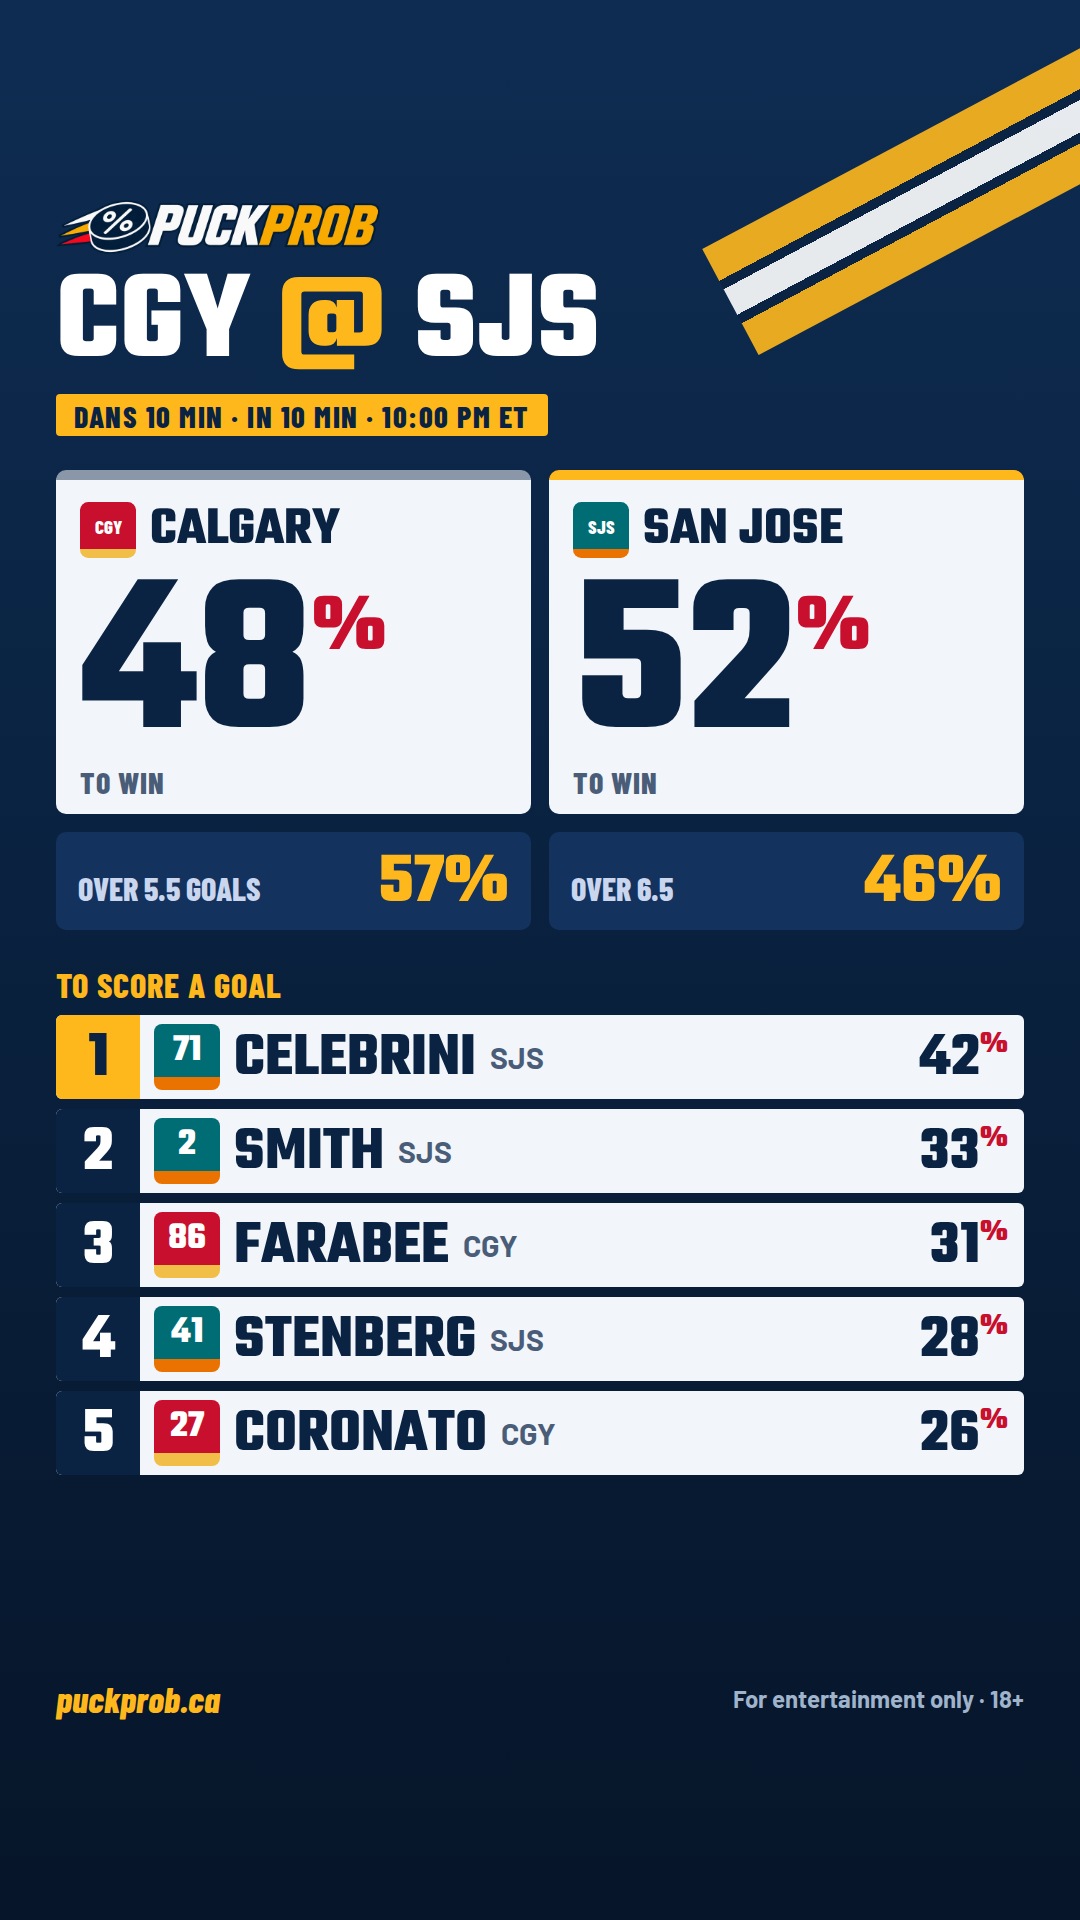 % PUCKPROB
CGY @ SJS
DANS 10 MIN · IN 10 MIN · 10:00 PM ET
CGY CALGARY
48%
TO WIN
SJS SAN JOSE
52%
TO WIN
OVER 5.5 GOALS 57%
OVER 6.5 46%
TO SCORE A GOAL
1 71 CELEBRINI SJS 42%
2 2 SMITH SJS 33%
3 86 FARABEE CGY 31%
4 41 STENBERG SJS 28%
5 27 CORONATO CGY 26%
puckprob.ca
For entertainment only · 18+